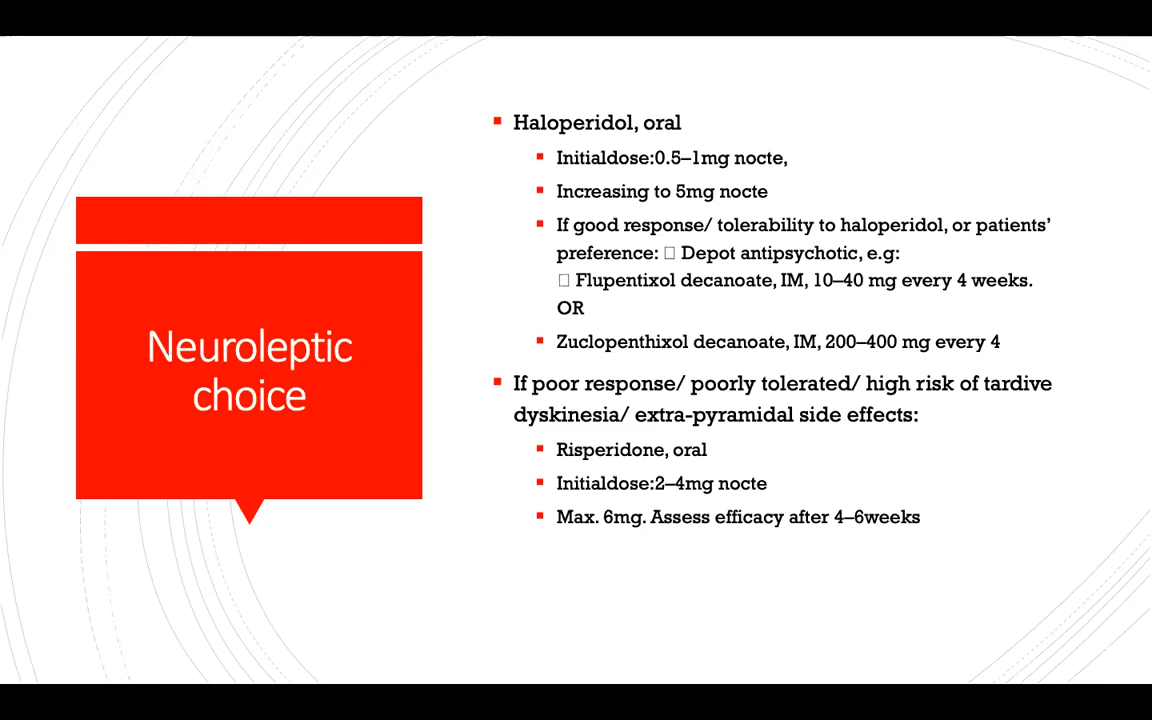 Neuroleptic
choice
Haloperidol, oral
Initialdose:0.5–1mg nocte,
Increasing to 5mg nocte
If good response/ tolerability to haloperidol, or patients’
preference: □ Depot antipsychotic, e.g:
□ Flupentixol decanoate, IM, 10–40 mg every 4 weeks.
OR
Zuclopenthixol decanoate, IM, 200–400 mg every 4
If poor response/ poorly tolerated/ high risk of tardive
dyskinesia/ extra-pyramidal side effects:
Risperidone, oral
Initialdose:2–4mg nocte
Max. 6mg. Assess efficacy after 4–6weeks